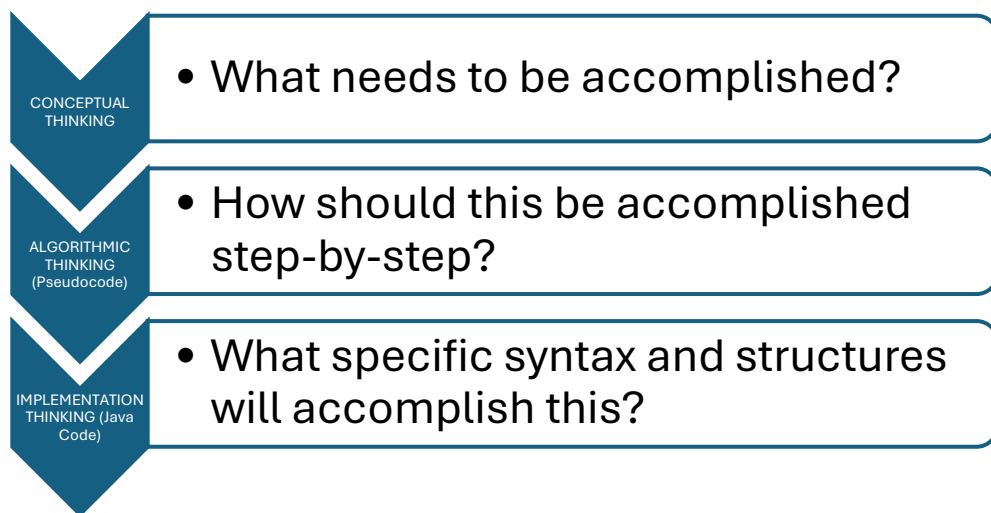 CONCEPTUAL
THINKING
• What needs to be accomplished?
ALGORITHMIC
THINKING
(Pseudocode)
• How should this be accomplished
step-by-step?
IMPLEMENTATION
THINKING (Java
Code)
• What specific syntax and structures
will accomplish this?